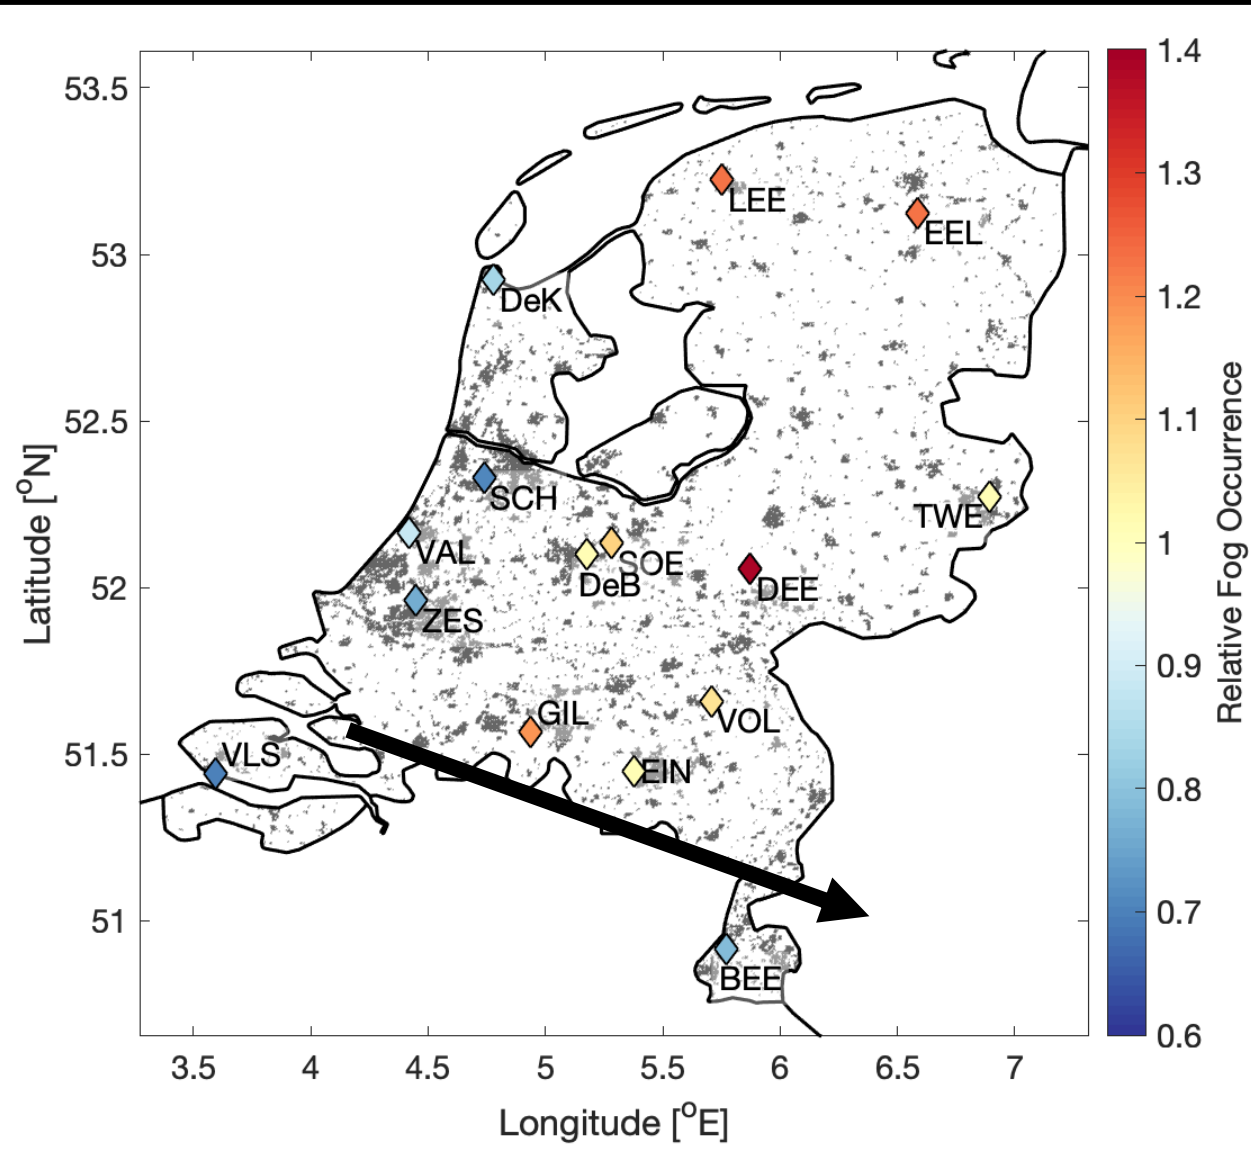 53.5
53
52.5
52
51.5
51
Latitude [°N]
3.5
4
4.5
5
5.5
6
6.5
7
Longitude [°E]
LEE
EEL
DeK
SCH
TWE
VAL
SOE
DeB
DEE
ZES
GIL
VOL
VLS
EIN
BEE
1.4
1.3
1.2
1.1
1
0.9
0.8
0.7
0.6
Relative Fog Occurrence